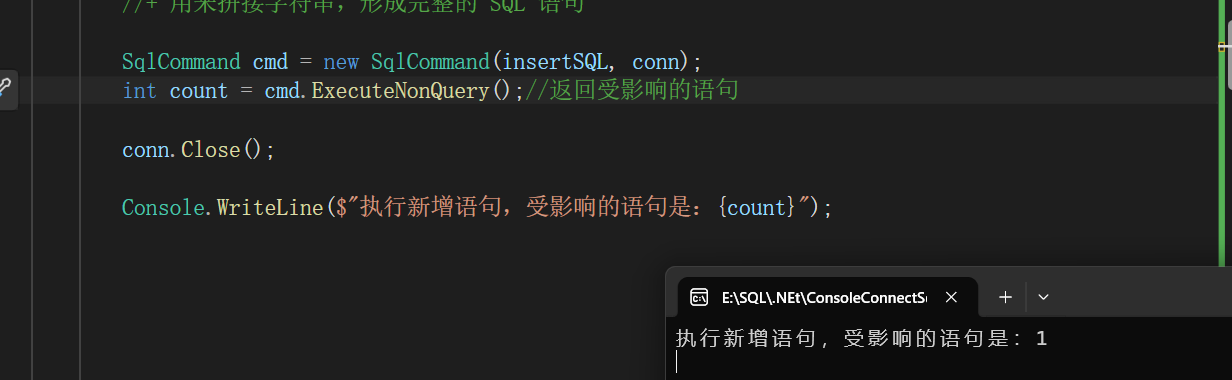 //+ 用来拼接字符串，形成完整的 SQL 语句
SqlCommand cmd = new SqlCommand(insertSQL, conn);
int count = cmd.ExecuteNonQuery();//返回受影响的语句
conn.Close();
Console.WriteLine($"执行新增语句，受影响的语句是：{count}");
E:\SQL\.NEt\ConsoleConnectS
执行新增语句，受影响的语句是：1